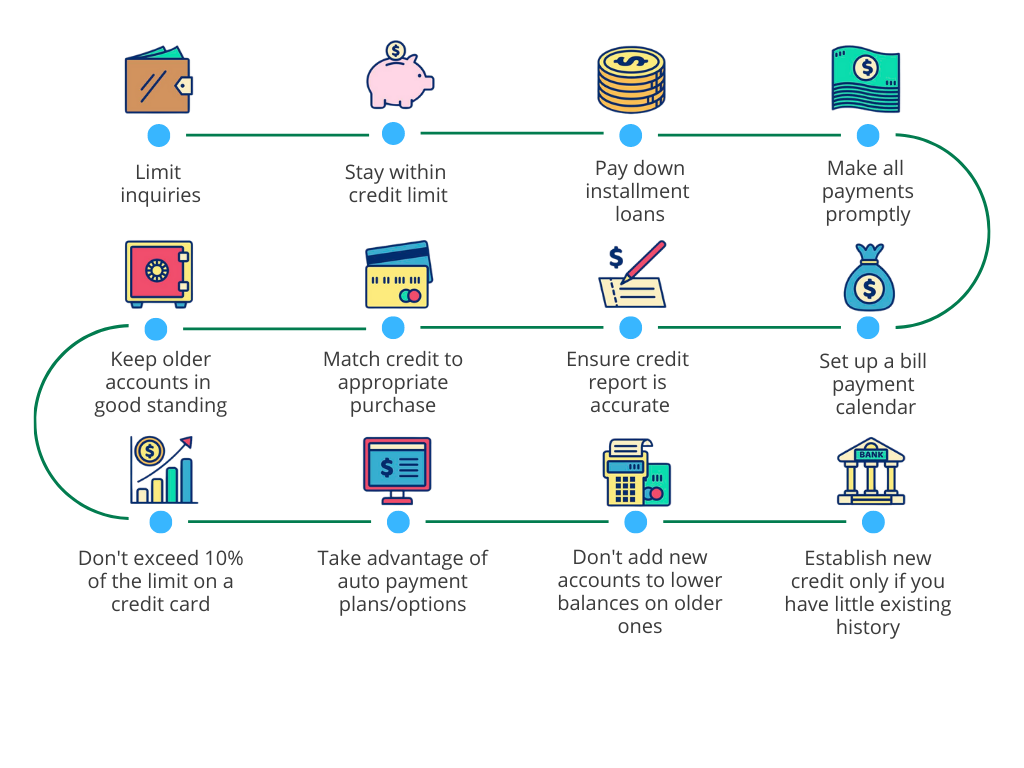 Limit
inquiries
Stay within
credit limit
Pay down
installment
loans
Make all
payments
promptly
Keep older
accounts in
good standing
Match credit to
appropriate
purchase
Ensure credit
report is
accurate
Set up a bill
payment
calendar
Don't exceed 10%
of the limit on a
credit card
Take advantage of
auto payment
plans/options
BANK
Don't add new
accounts to lower
balances on older
ones
Establish new
credit only if you
have little existing
history